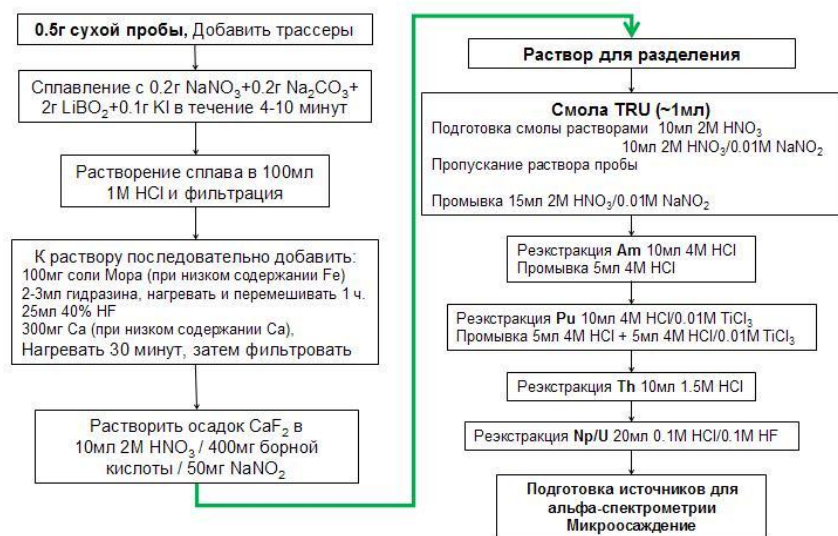 0.5г сухой пробы, Добавить трассеры
Сплавление с 0.2г NaNO₃+0.2г Na₂CO₃+
2г LiBO₂+0.1г KI в течение 4-10 минут
Растворение сплава в 100мл
1М HCl и фильтрация
К раствору последовательно добавить:
100мг соли Мора (при низком содержании Fe)
2-3мл гидразина, нагревать и перемешивать 1 ч.
25мл 40% HF
300мг Ca (при низком содержании Ca),
Нагревать 30 минут, затем фильтровать
Растворить осадок CaF₂ в
10мл 2М HNO₃ / 400мг борной
кислоты / 50мг NaNO₂
Раствор для разделения
Смола TRU (~1мл)
Подготовка смолы растворами 10мл 2М HNO₃
10мл 2М HNO₃/0.01М NaNO₂
Пропускание раствора пробы
Промывка 15мл 2М HNO₃/0.01М NaNO₂
Реэкстракция Am 10мл 4М HCl
Промывка 5мл 4М HCl
Реэкстракция Pu 10мл 4М HCl/0.01М TiCl₃
Промывка 5мл 4М HCl + 5мл 4М HCl/0.01М TiCl₃
Реэкстракция Th 10мл 1.5М HCl
Реэкстракция Np/U 20мл 0.1М HCl/0.1М HF
Подготовка источников для
альфа-спектрометрии
Микроосаждение